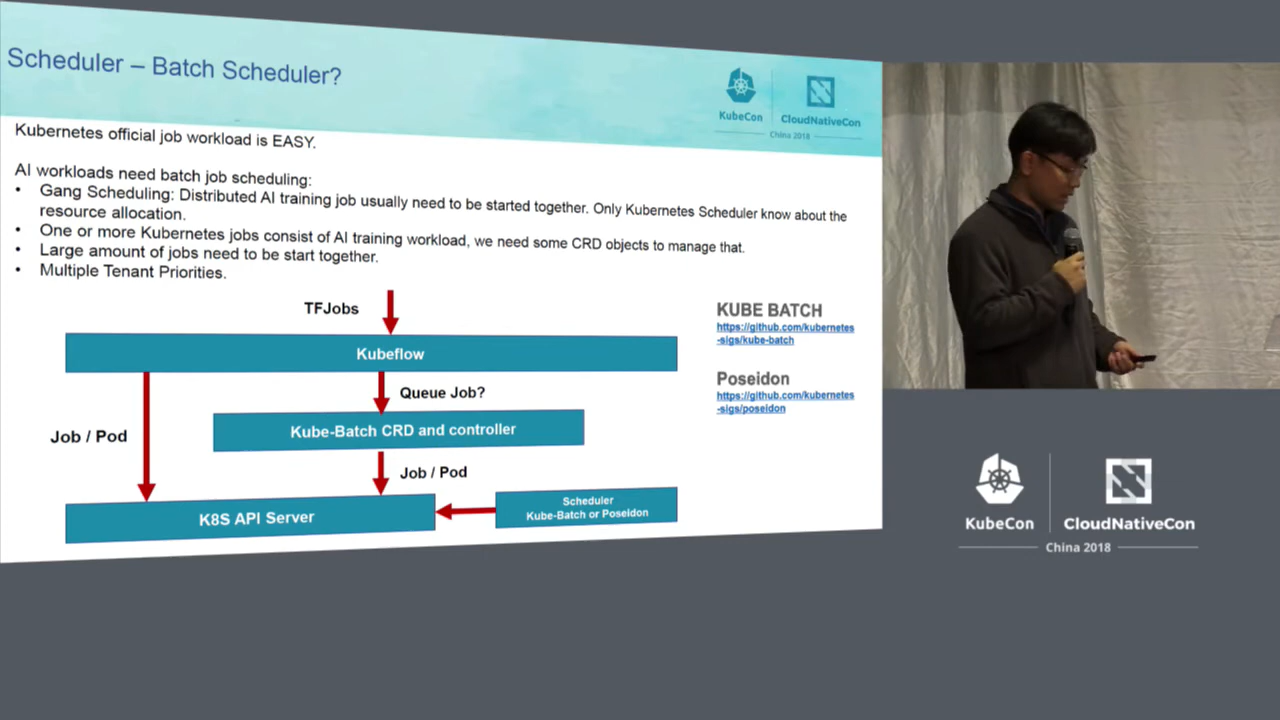 Scheduler – Batch Scheduler?
KubeCon
CloudNativeCon
China 2018
Kubernetes official job workload is EASY.
AI workloads need batch job scheduling:
• Gang Scheduling: Distributed AI training job usually need to be started together. Only Kubernetes Scheduler know about the
resource allocation.
• One or more Kubernetes jobs consist of AI training workload, we need some CRD objects to manage that.
• Large amount of jobs need to be start together.
• Multiple Tenant Priorities.
TFJobs
Kubeflow
Queue Job?
Job / Pod
Kube-Batch CRD and controller
Job / Pod
K8S API Server
Scheduler
Kube-Batch or Poseidon
KUBE BATCH
https://github.com/kubernetes
-sigs/kube-batch
Poseidon
https://github.com/kubernetes
-sigs/poseidon
KubeCon
CloudNativeCon
China 2018